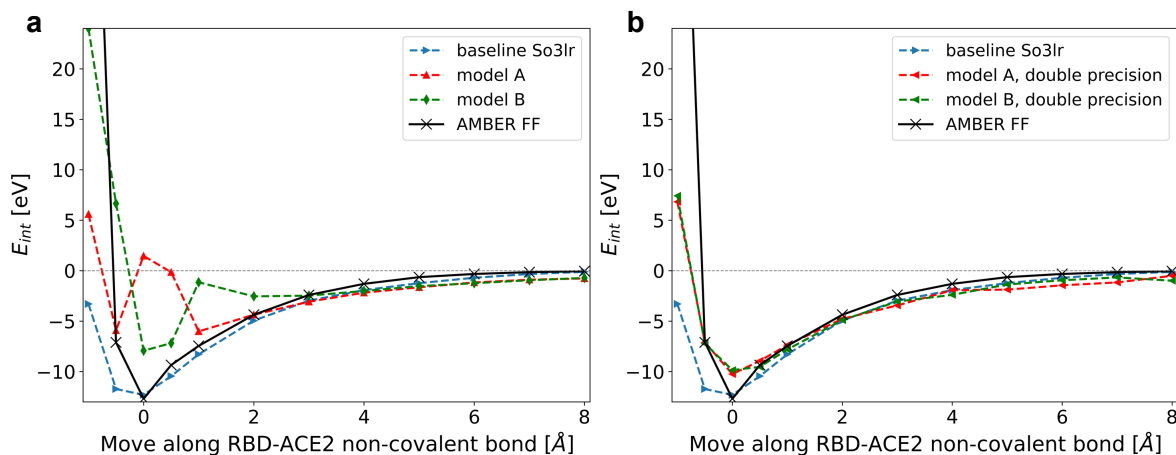 a
20
15
10
5
0
−5
−10
E_int [eV]
baseline So3lr
model A
model B
AMBER FF
0 2 4 6 8
Move along RBD-ACE2 non-covalent bond [Å]
b
20
15
10
5
0
−5
−10
E_int [eV]
baseline So3lr
model A, double precision
model B, double precision
AMBER FF
0 2 4 6 8
Move along RBD-ACE2 non-covalent bond [Å]